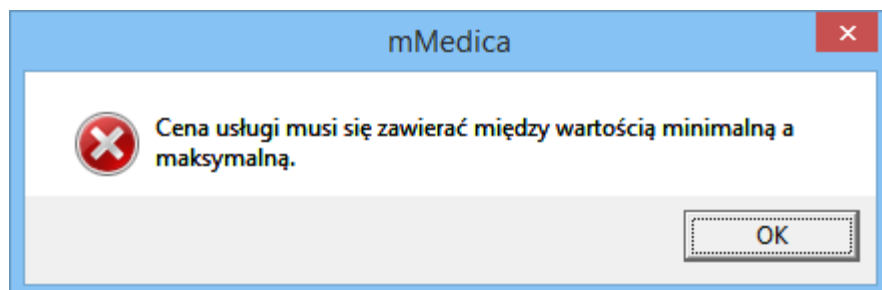 mMedica
Cena usługi musi się zawierać między wartością minimalną a
maksymalną.
OK